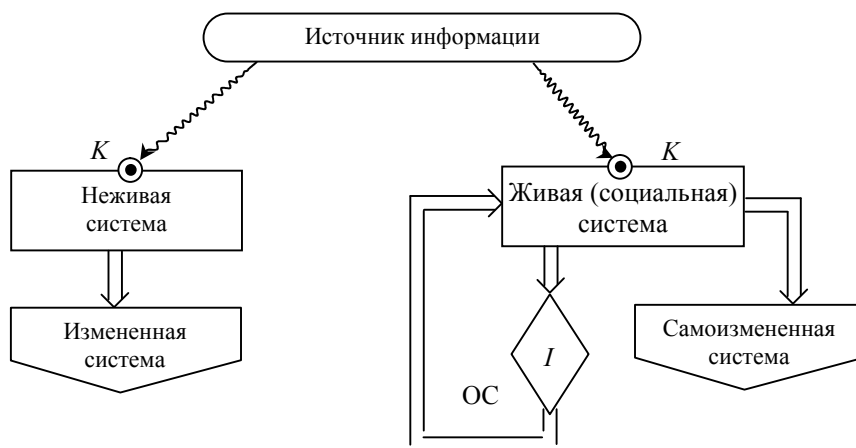 Источник информации
K
K
Неживая
система
Живая (социальная)
система
Измененная
система
I
Самоизмененная
система
ОС